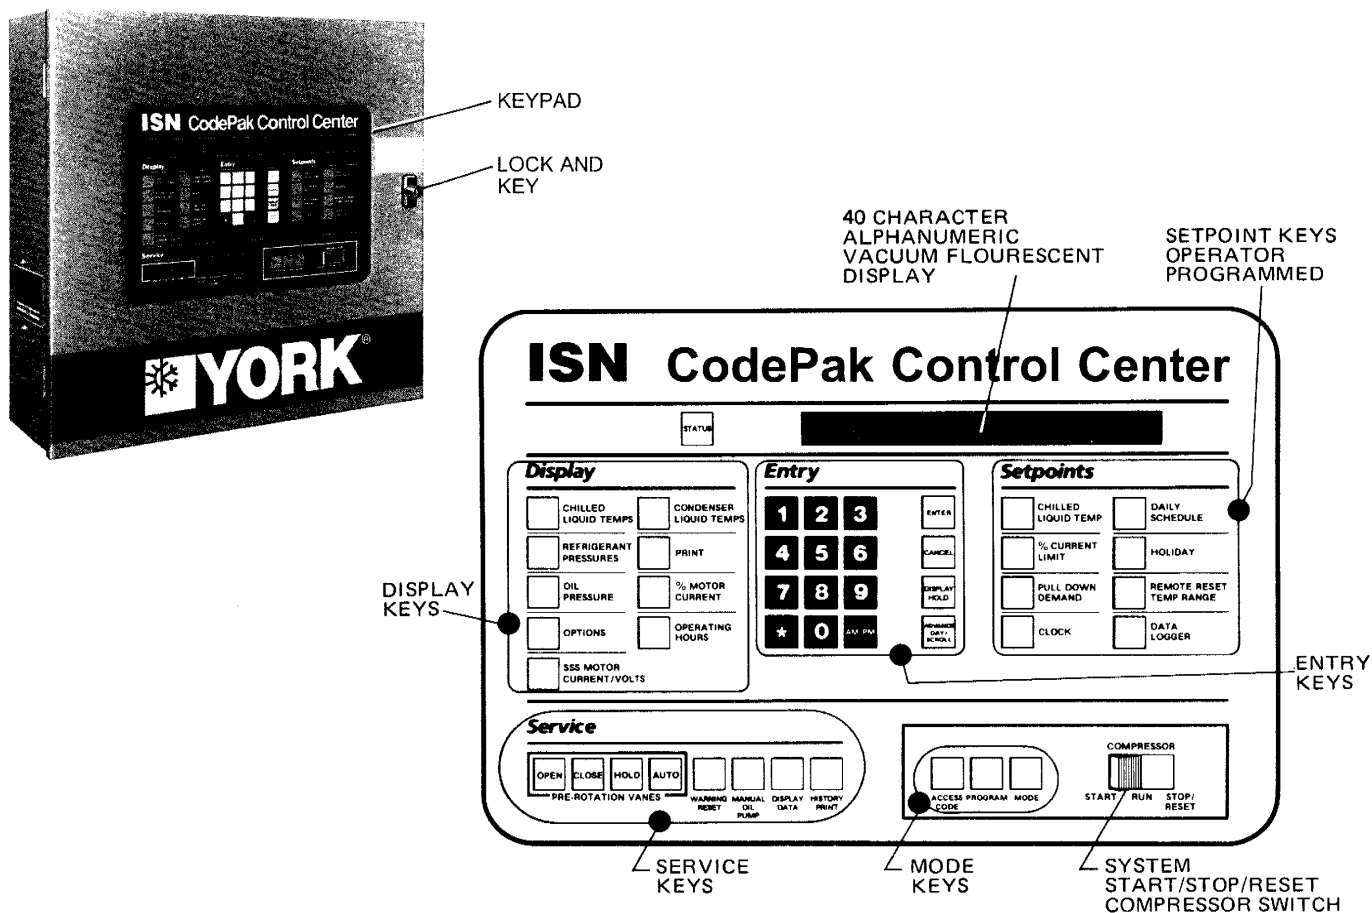 KEYPAD
LOCK AND
KEY
ISN CodePak Control Center
Display
Entry
Setpoints
Service
YORK®
40 CHARACTER
ALPHANUMERIC
VACUUM FLOURESCENT
DISPLAY
SETPOINT KEYS
OPERATOR
PROGRAMMED
ISN CodePak Control Center
STATUS
Display
CHILLED
LIQUID TEMPS
CONDENSER
LIQUID TEMPS
REFRIGERANT
PRESSURES
PRINT
OIL
PRESSURE
% MOTOR
CURRENT
OPTIONS
OPERATING
HOURS
SSS MOTOR
CURRENT/VOLTS
Entry
1 2 3
ENTER
4 5 6
CANCEL
7 8 9
DISPLAY
HOLD
* 0 AM/PM
ADVANCE
DAY/
SCROLL
Setpoints
CHILLED
LIQUID TEMP
DAILY
SCHEDULE
% CURRENT
LIMIT
HOLIDAY
PULL DOWN
DEMAND
REMOTE RESET
TEMP RANGE
CLOCK
DATA
LOGGER
DISPLAY
KEYS
ENTRY
KEYS
Service
OPEN CLOSE HOLD AUTO
PRE-ROTATION VANES
WARNING
RESET
MANUAL
OIL
PUMP
DISPLAY
DATA
HISTORY
PRINT
ACCESS
CODE
PROGRAM
MODE
COMPRESSOR
START RUN STOP/
RESET
SERVICE
KEYS
MODE
KEYS
SYSTEM
START/STOP/RESET
COMPRESSOR SWITCH